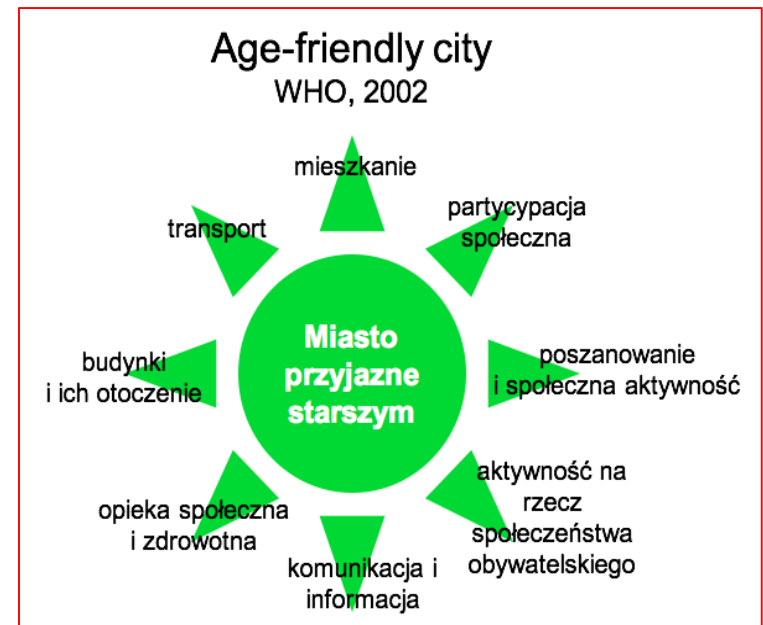 Age-friendly city
WHO, 2002
mieszkanie
partycypacja
społeczna
poszanowanie
i społeczna aktywność
aktywność na
rzecz
społeczeństwa
obywatelskiego
komunikacja i
informacja
opieka społeczna
i zdrowotna
budynki
i ich otoczenie
transport
Miasto
przyjazne
starszym